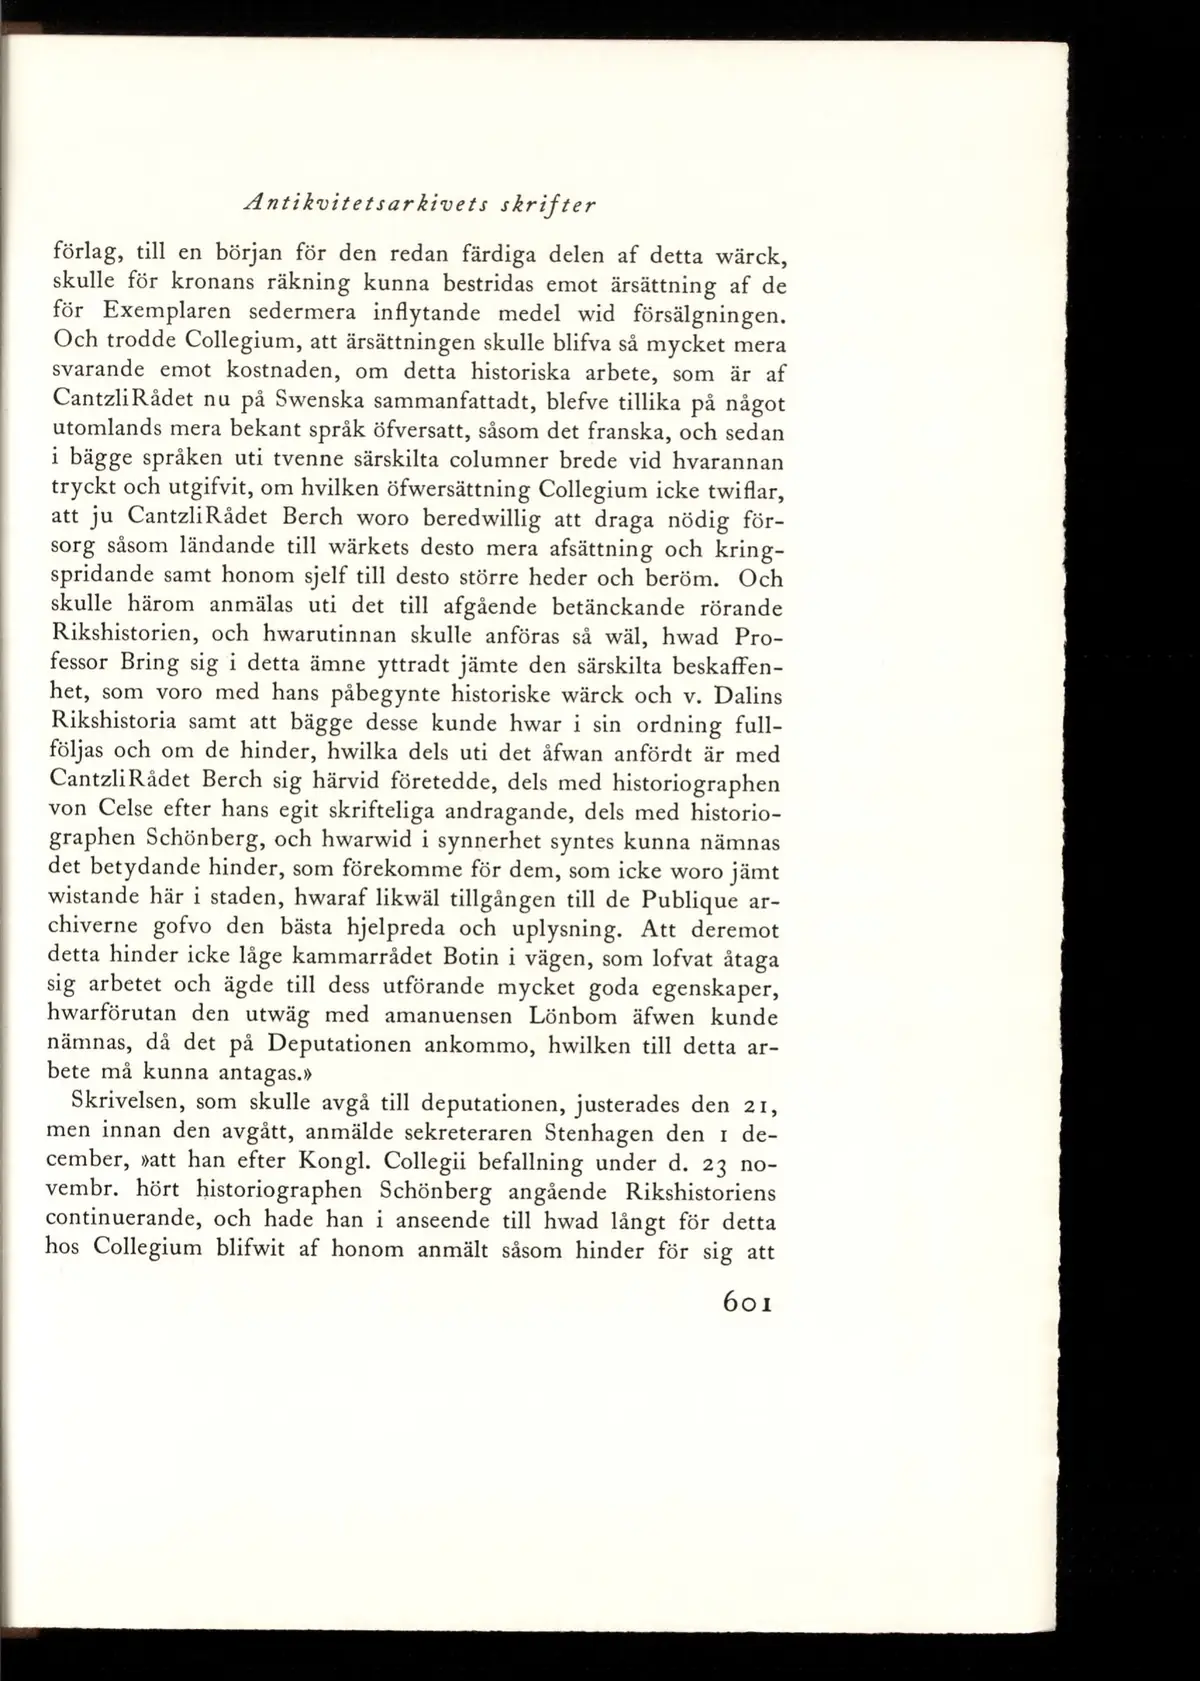 Antikvitetsarkivets skrifter
förlag, till en början för den redan färdiga delen af detta wärck,
skulle för kronans räkning kunna bestridas emot ärsättning af de
för Exemplaren sedermera inflytande medel wid försälgningen.
Och trodde Collegium, att ärsättningen skulle blifva så mycket mera
svarande emot kostnaden, om detta historiska arbete, som är af
CantzliRådet nu på Swenska sammanfattadt, blefve tillika på något
utomlands mera bekant språk öfversatt, såsom det franska, och sedan
i bägge språken uti tvenne särskilta columner brede vid hvarannan
tryckt och utgifvit, om hvilken öfwersättning Collegium icke twiflar,
att ju CantzliRådet Berch woro beredwillig att draga nödig för-
sorg såsom ländande till wärkets desto mera afsättning och kring-
spridande samt honom sjelf till desto större heder och beröm. Och
skulle härom anmälas uti det till afgående betänckande rörande
Rikshistorien, och hwarutinnan skulle anföras så wäl, hwad Pro-
fessor Bring sig i detta ämne yttradt jämte den särskilta beskaffen-
het, som voro med hans påbegynte historiske wärck och v. Dalins
Rikshistoria samt att bägge desse kunde hwar i sin ordning full-
följas och om de hinder, hwilka dels uti det åfwan anfördt är med
CantzliRådet Berch sig härvid företedde, dels med historiographen
von Celse efter hans egit skrifteliga andragande, dels med historio-
graphen Schönberg, och hwarwid i synnerhet syntes kunna nämnas
det betydande hinder, som förekomme för dem, som icke woro jämt
wistande här i staden, hwaraf likwäl tillgången till de Publique ar-
chiverne gofvo den bästa hjelpreda och uplysning. Att deremot
detta hinder icke låge kammarrådet Botin i vägen, som lofvat åtaga
sig arbetet och ägde till dess utförande mycket goda egenskaper,
hwarförutan den utwäg med amanuensen Lönbom äfwen kunde
nämnas, då det på Deputationen ankommo, hwilken till detta ar-
bete må kunna antagas.»
Skrivelsen, som skulle avgå till deputationen, justerades den 21,
men innan den avgått, anmälde sekreteraren Stenhagen den 1 de-
cember, »att han efter Kongl. Collegii befallning under d. 23 no-
vembr. hört historiographen Schönberg angående Rikshistoriens
continuerande, och hade han i anseende till hwad långt för detta
hos Collegium blifwit af honom anmält såsom hinder för sig att
601